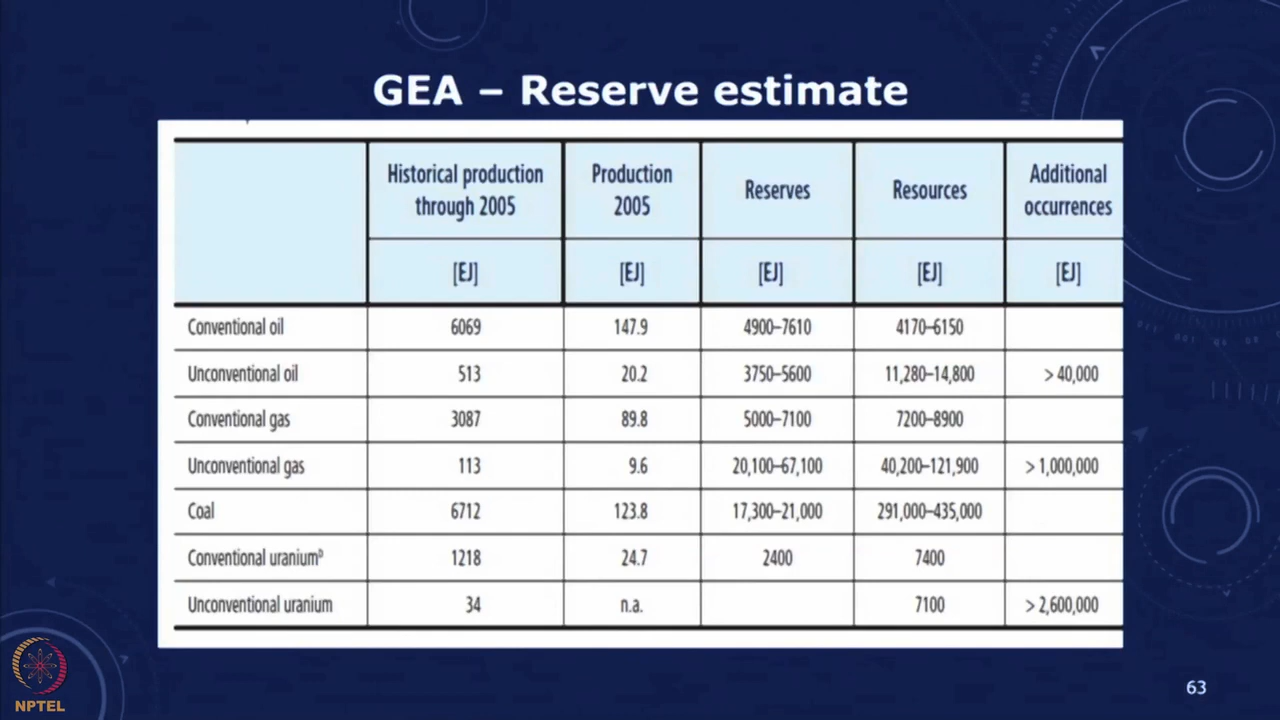 GEA – Reserve estimate
Historical production through 2005 Production 2005 Reserves Resources Additional occurrences
[EJ] [EJ] [EJ] [EJ] [EJ]
Conventional oil 6069 147.9 4900–7610 4170–6150
Unconventional oil 513 20.2 3750–5600 11,280–14,800 > 40,000
Conventional gas 3087 89.8 5000–7100 7200–8900
Unconventional gas 113 9.6 20,100–67,100 40,200–121,900 > 1,000,000
Coal 6712 123.8 17,300–21,000 291,000–435,000
Conventional uraniumᵇ 1218 24.7 2400 7400
Unconventional uranium 34 n.a. 7100 > 2,600,000
63
NPTEL